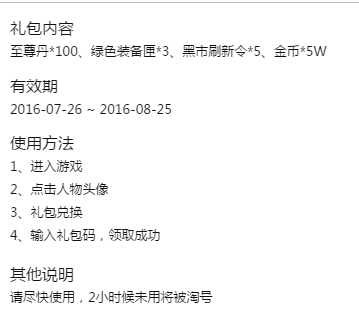 礼包内容
至尊丹*100、绿色装备匣*3、黑市刷新令*5、金币*5W
有效期
2016-07-26 ~ 2016-08-25
使用方法
1、进入游戏
2、点击人物头像
3、礼包兑换
4、输入礼包码，领取成功
其他说明
请尽快使用，2小时候未用将被淘号